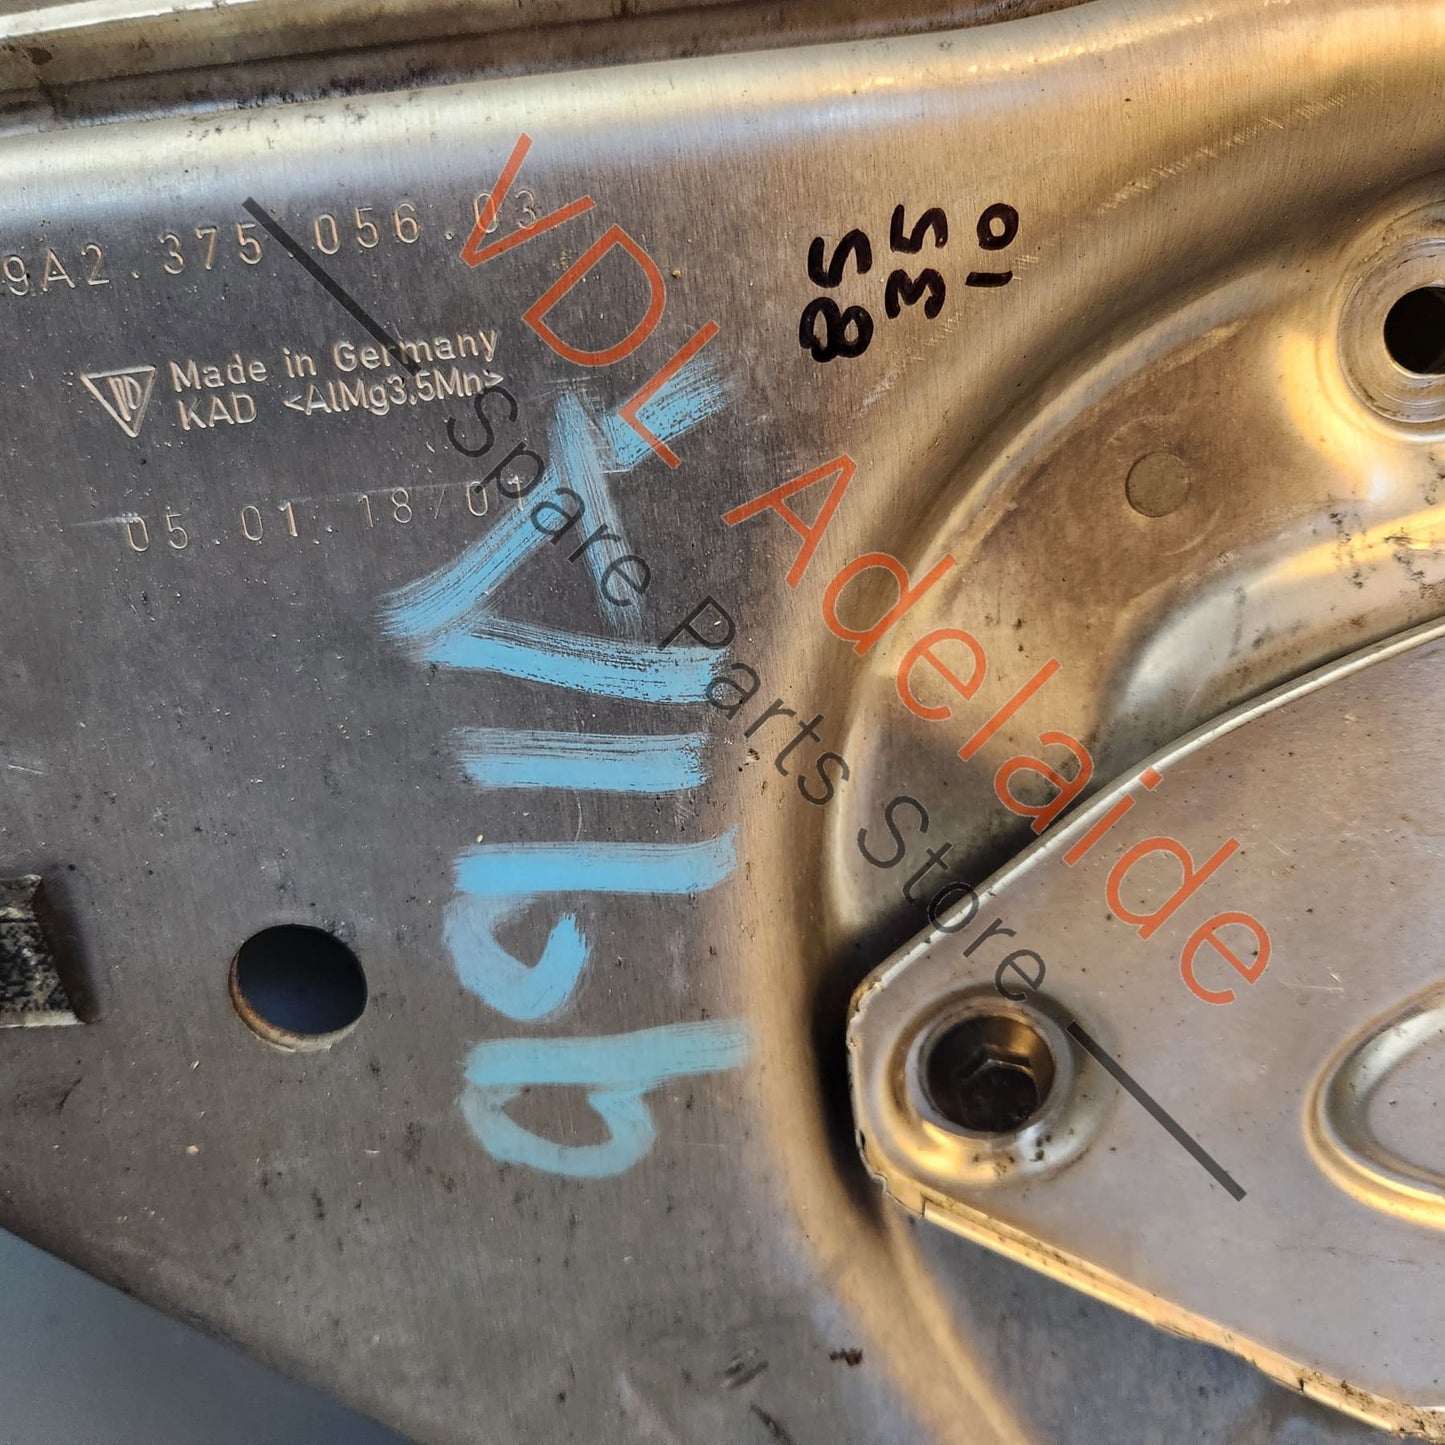 9A2.375.056.03
Made in Germany
KAD <AlMg3,5Mn>
05.01.18/01
85
35
10
VDL Adelaide
Spare Parts Store